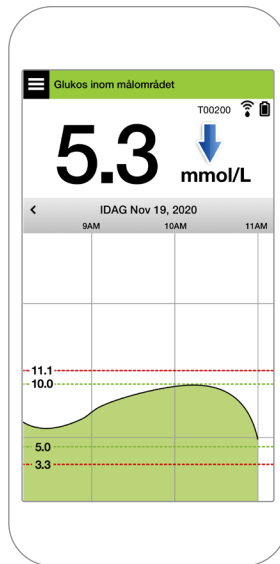 Glukos inom målområdet
T00200
5.3
mmol/L
< IDAG Nov 19, 2020
9AM 10AM 11AM
11.1
10.0
5.0
3.3